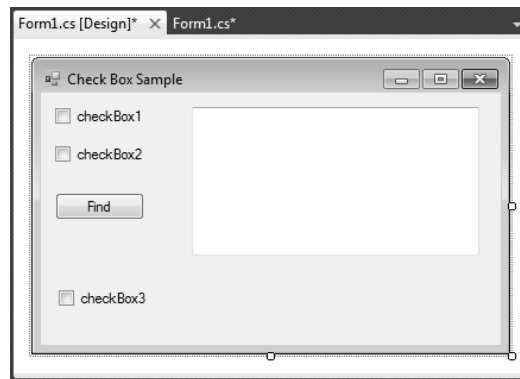 Form1.cs [Design]* Form1.cs*
Check Box Sample
checkBox1
checkBox2
Find
checkBox3